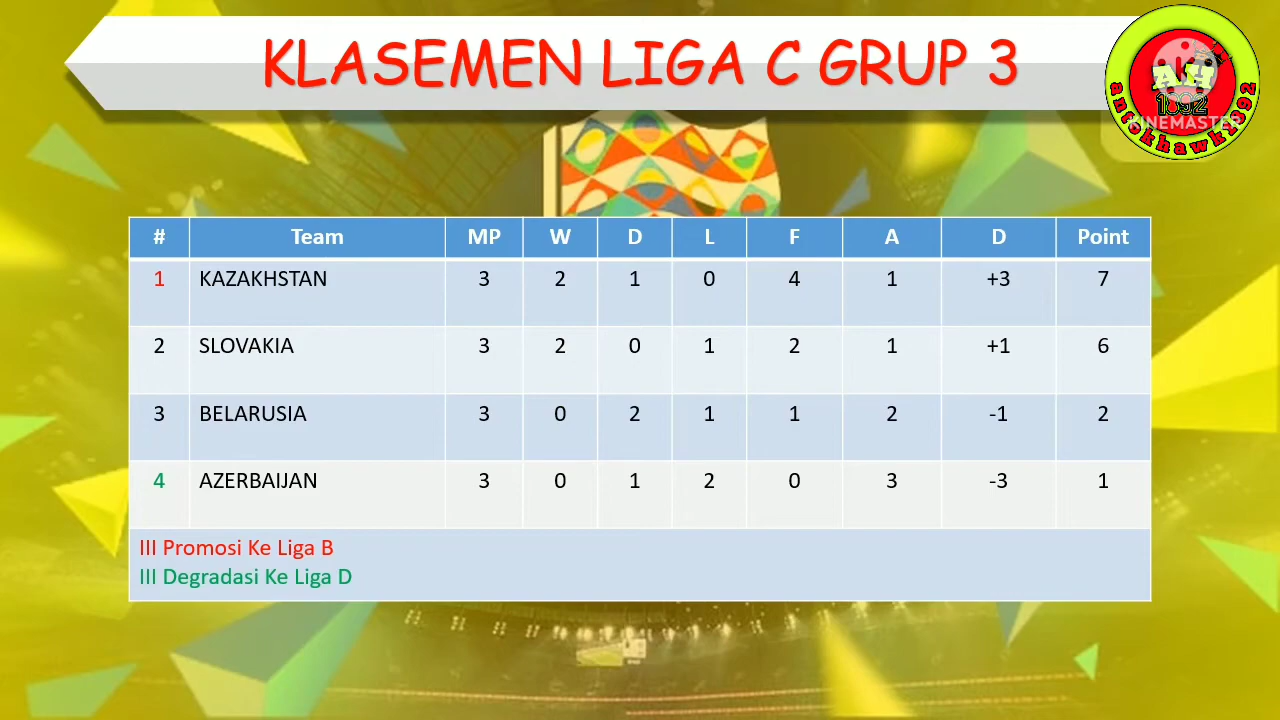 KLASEMEN LIGA C GRUP 3
AH
1892
KINEMASTER
antokhawk1892
# Team MP W D L F A D Point
1 KAZAKHSTAN 3 2 1 0 4 1 +3 7
2 SLOVAKIA 3 2 0 1 2 1 +1 6
3 BELARUSIA 3 0 2 1 1 2 -1 2
4 AZERBAIJAN 3 0 1 2 0 3 -3 1
III Promosi Ke Liga B
III Degradasi Ke Liga D